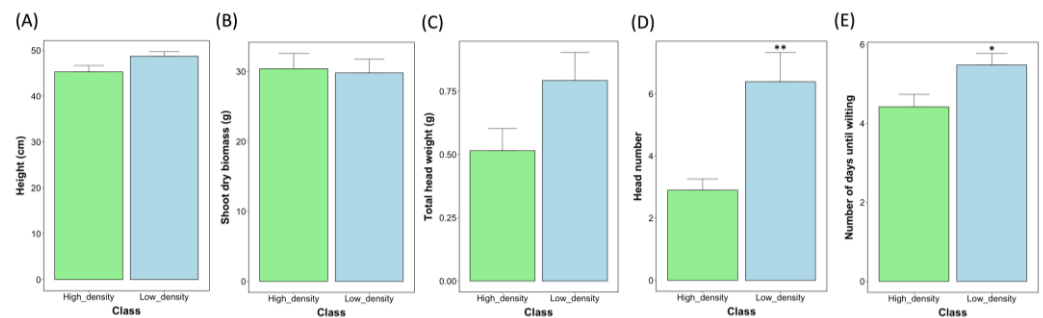 (A)
Height (cm)
50
40
30
20
10
0
High_density Low_density
Class
(B)
Shoot dry biomass (g)
30
20
10
0
High_density Low_density
Class
(C)
Total head weight (g)
0.75
0.50
0.25
0.00
High_density Low_density
Class
(D)
Head number
6
4
2
0
**
High_density Low_density
Class
(E)
Number of days until wilting
6
4
2
0
*
High_density Low_density
Class